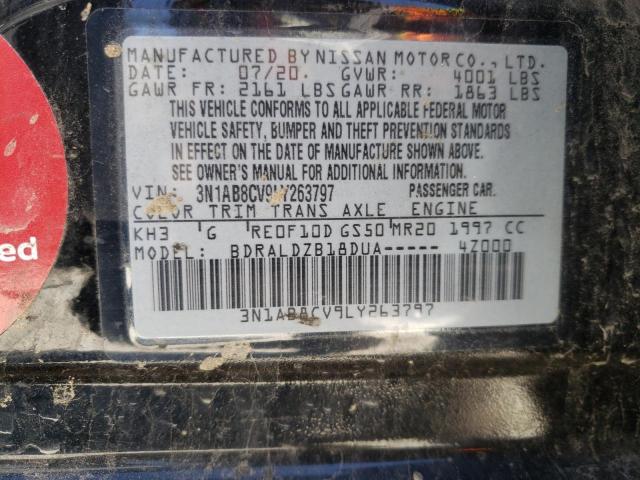 MANUFACTURED BY NISSAN MOTOR CO., LTD.
DATE: 07/20 GVWR: 4001 LBS
GAWR FR: 2161 LBS GAWR RR: 1863 LBS
THIS VEHICLE CONFORMS TO ALL APPLICABLE FEDERAL MOTOR
VEHICLE SAFETY, BUMPER AND THEFT PREVENTION STANDARDS
IN EFFECT ON THE DATE OF MANUFACTURE SHOWN ABOVE.
SEE OWNER'S MANUAL FOR ADDITIONAL INFORMATION.
VIN: 3N1AB8CV9LY263797 PASSENGER CAR.
COLOR TRIM TRANS AXLE ENGINE
KH3 G RE0F10D GS50 MR20 1997 CC
MODEL: BDRALDZB18DUA----- 4Z000
3N1AB8CV9LY263797
ed